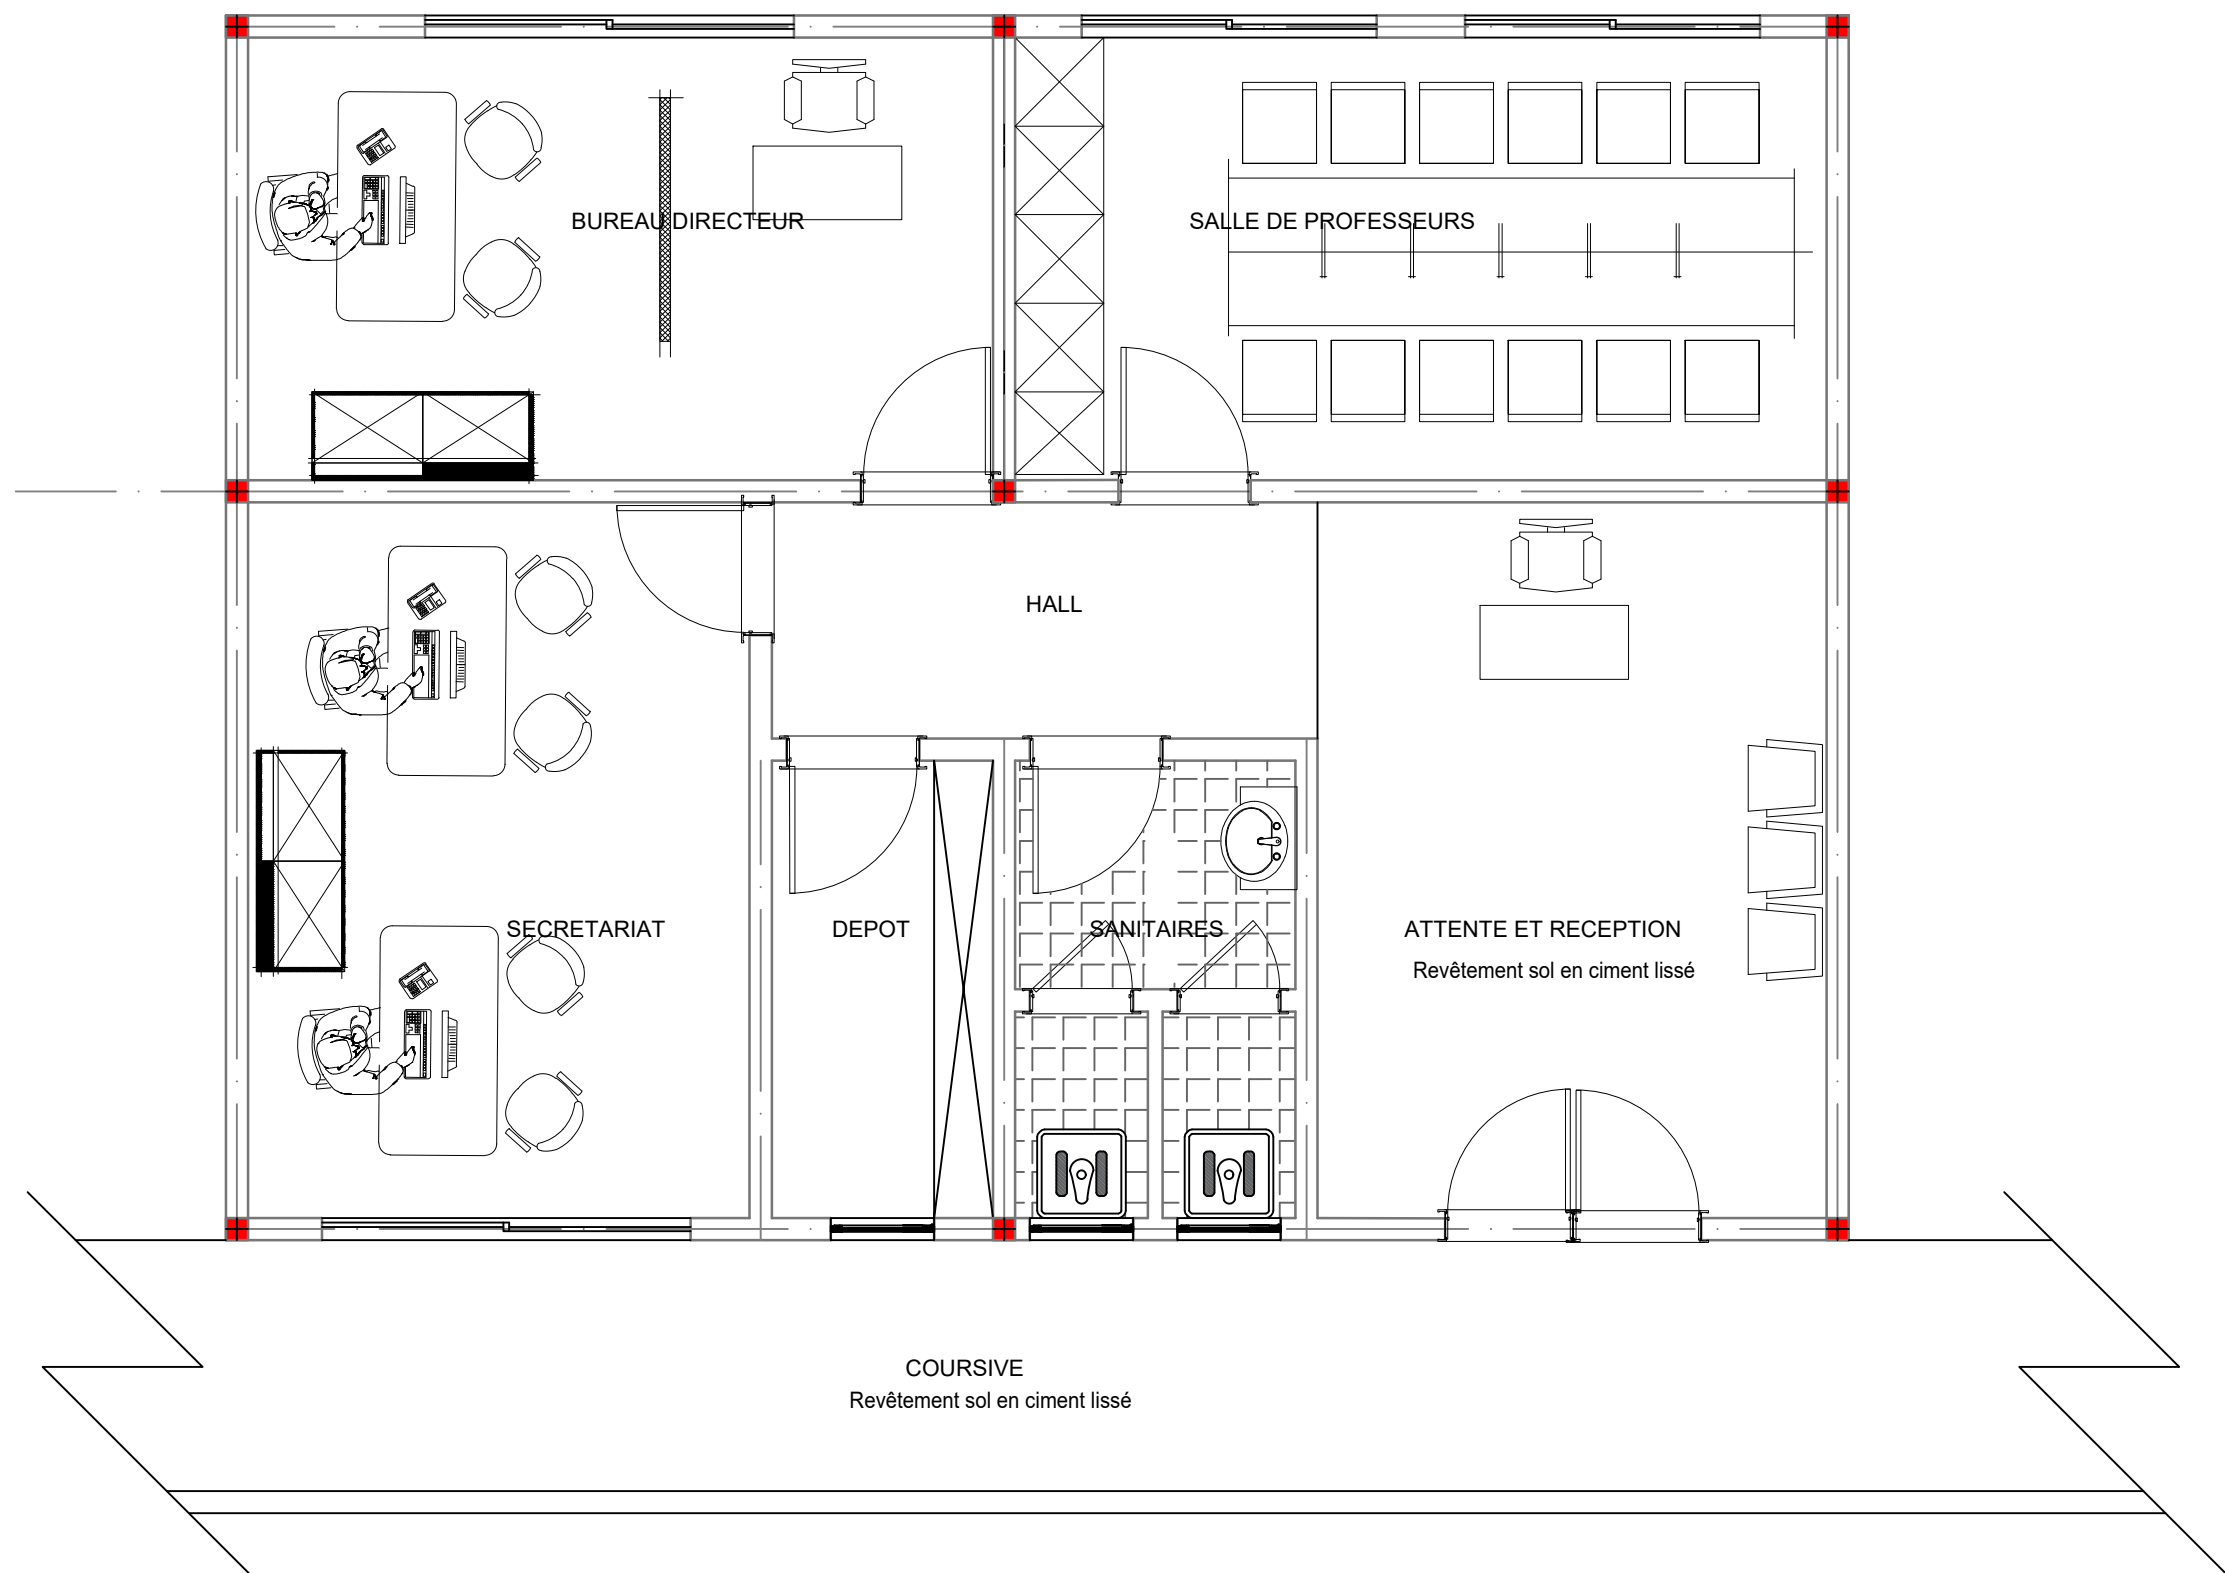 BUREAU DIRECTEUR
SALLE DE PROFESSEURS
HALL
SECRETARIAT
DEPOT
SANITAIRES
ATTENTE ET RECEPTION
Revêtement sol en ciment lissé
COURSIVE
Revêtement sol en ciment lissé